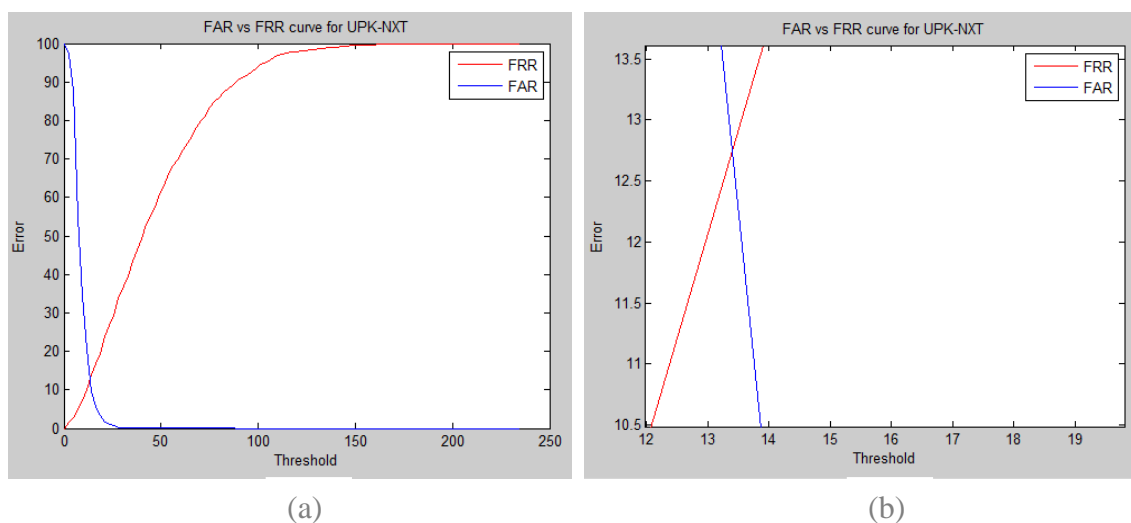 FAR vs FRR curve for UPK-NXT
100
90
80
70
60
50
40
30
20
10
0
Error
FRR
FAR
0 50 100 150 200 250
Threshold
(a)
FAR vs FRR curve for UPK-NXT
13.5
13
12.5
12
11.5
11
10.5
Error
FRR
FAR
12 13 14 15 16 17 18 19
Threshold
(b)